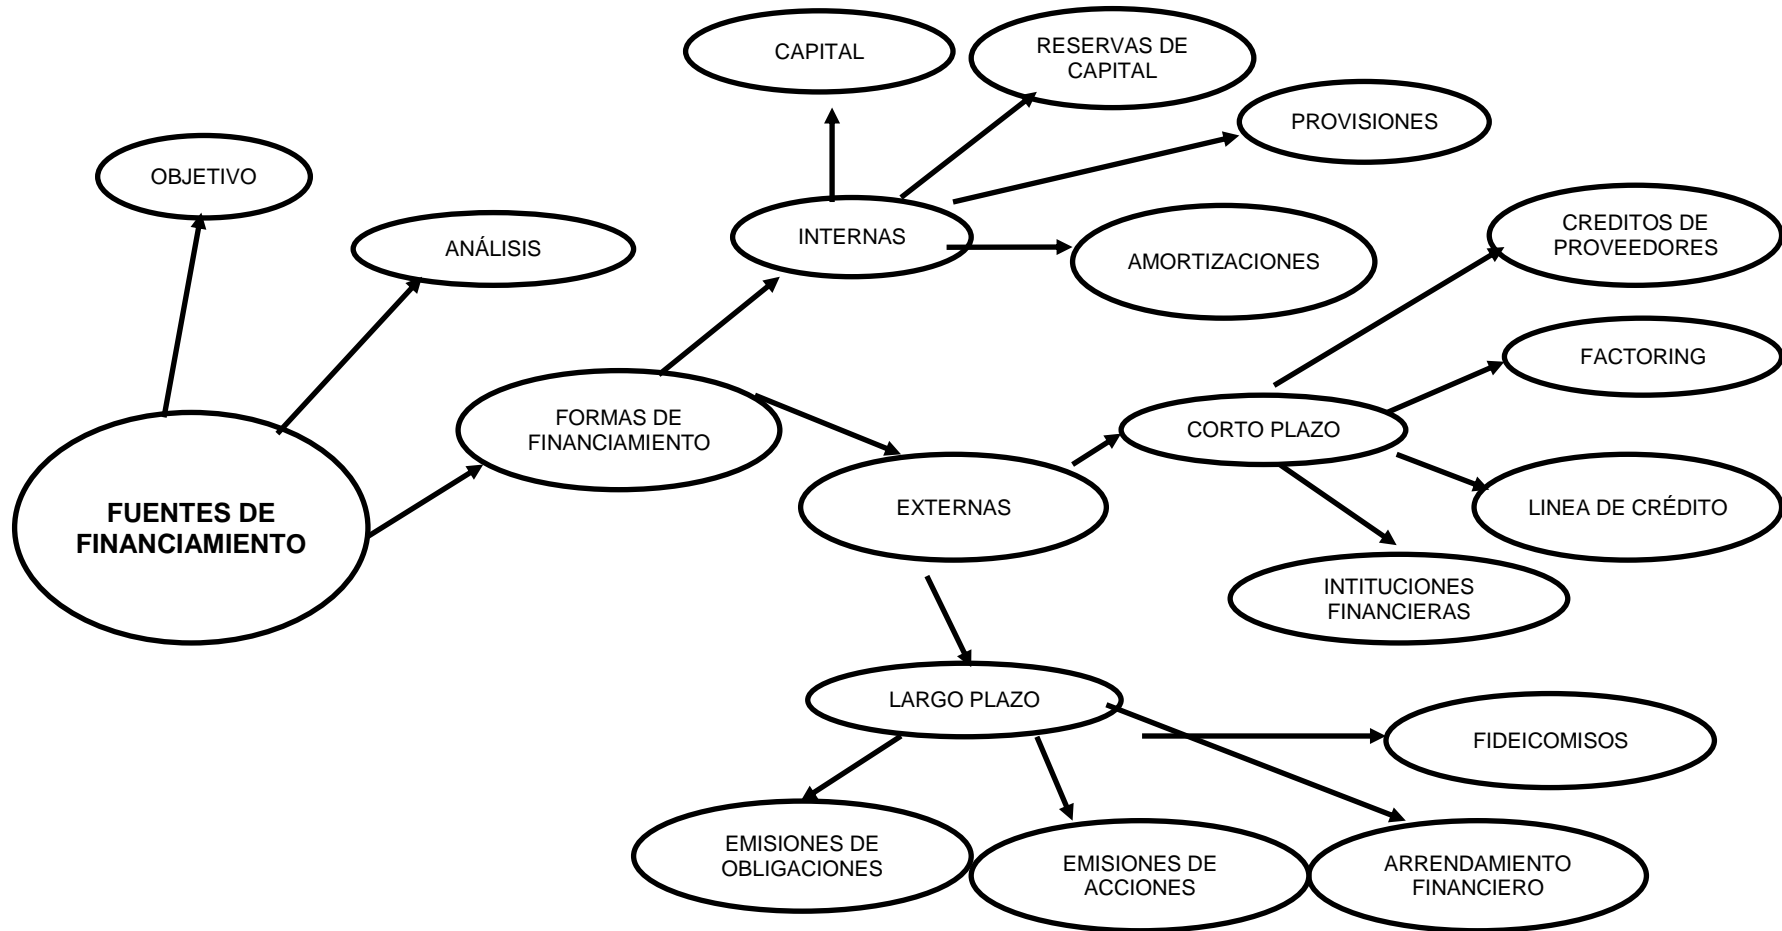 CAPITAL
RESERVAS DE
CAPITAL
PROVISIONES
OBJETIVO
ANÁLISIS
INTERNAS
AMORTIZACIONES
CREDITOS DE
PROVEEDORES
FACTORING
FORMAS DE
FINANCIAMIENTO
CORTO PLAZO
FUENTES DE
FINANCIAMIENTO
EXTERNAS
LINEA DE CRÉDITO
INTITUCIONES
FINANCIERAS
LARGO PLAZO
FIDEICOMISOS
EMISIONES DE
OBLIGACIONES
EMISIONES DE
ACCIONES
ARRENDAMIENTO
FINANCIERO